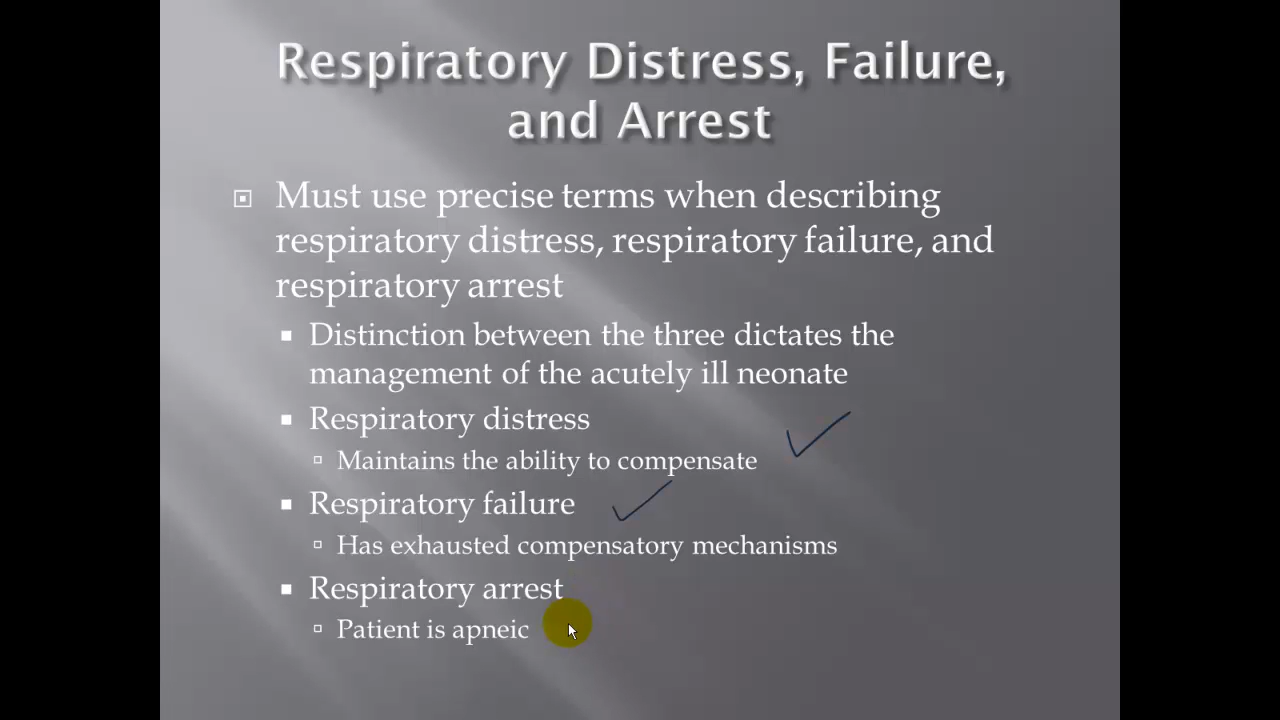 Respiratory Distress, Failure,
and Arrest
Must use precise terms when describing
respiratory distress, respiratory failure, and
respiratory arrest
Distinction between the three dictates the
management of the acutely ill neonate
Respiratory distress
Maintains the ability to compensate
Respiratory failure
Has exhausted compensatory mechanisms
Respiratory arrest
Patient is apneic